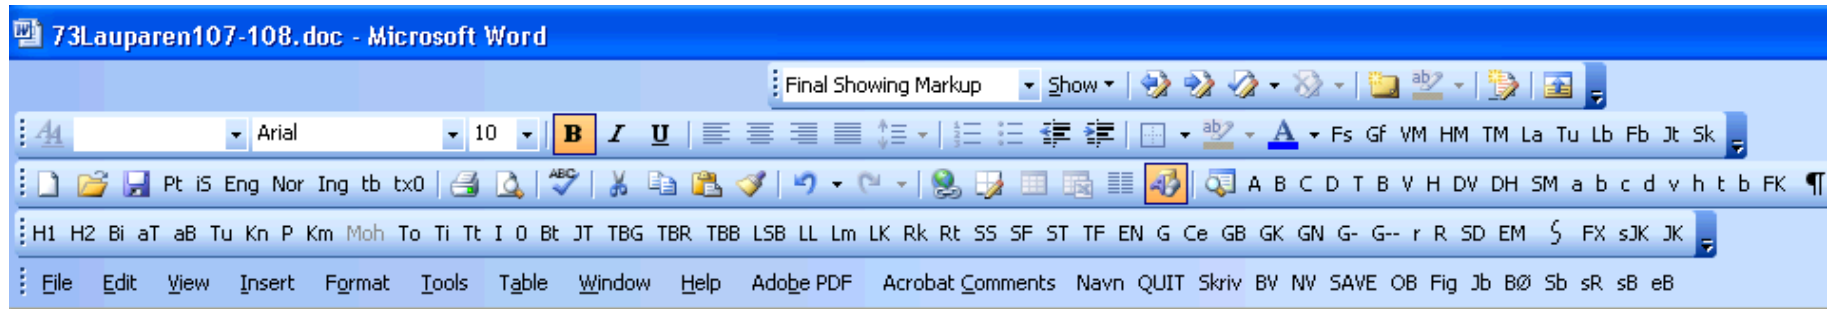 73Lauparen107-108.doc - Microsoft Word
Final Showing Markup Show
Arial 10 B I U A Fs Gf VM HM TM La Tu Lb Fb Jt Sk
Pt iS Eng Nor Ing tb tx0 ABC A B C D T B V H DV DH SM a b c d v h t b FK ¶
H1 H2 Bi aT aB Tu Kn P Km Moh To Ti Tt I O Bt JT TBG TBR TBB LSB LL Lm LK Rk Rt SS SF ST TF EN G Ce GB GK GN G- G-- r R SD EM FX sJK JK
File Edit View Insert Format Tools Table Window Help Adobe PDF Acrobat Comments Navn QUIT Skriv BV NV SAVE OB Fig Jb BØ Sb sR sB eB